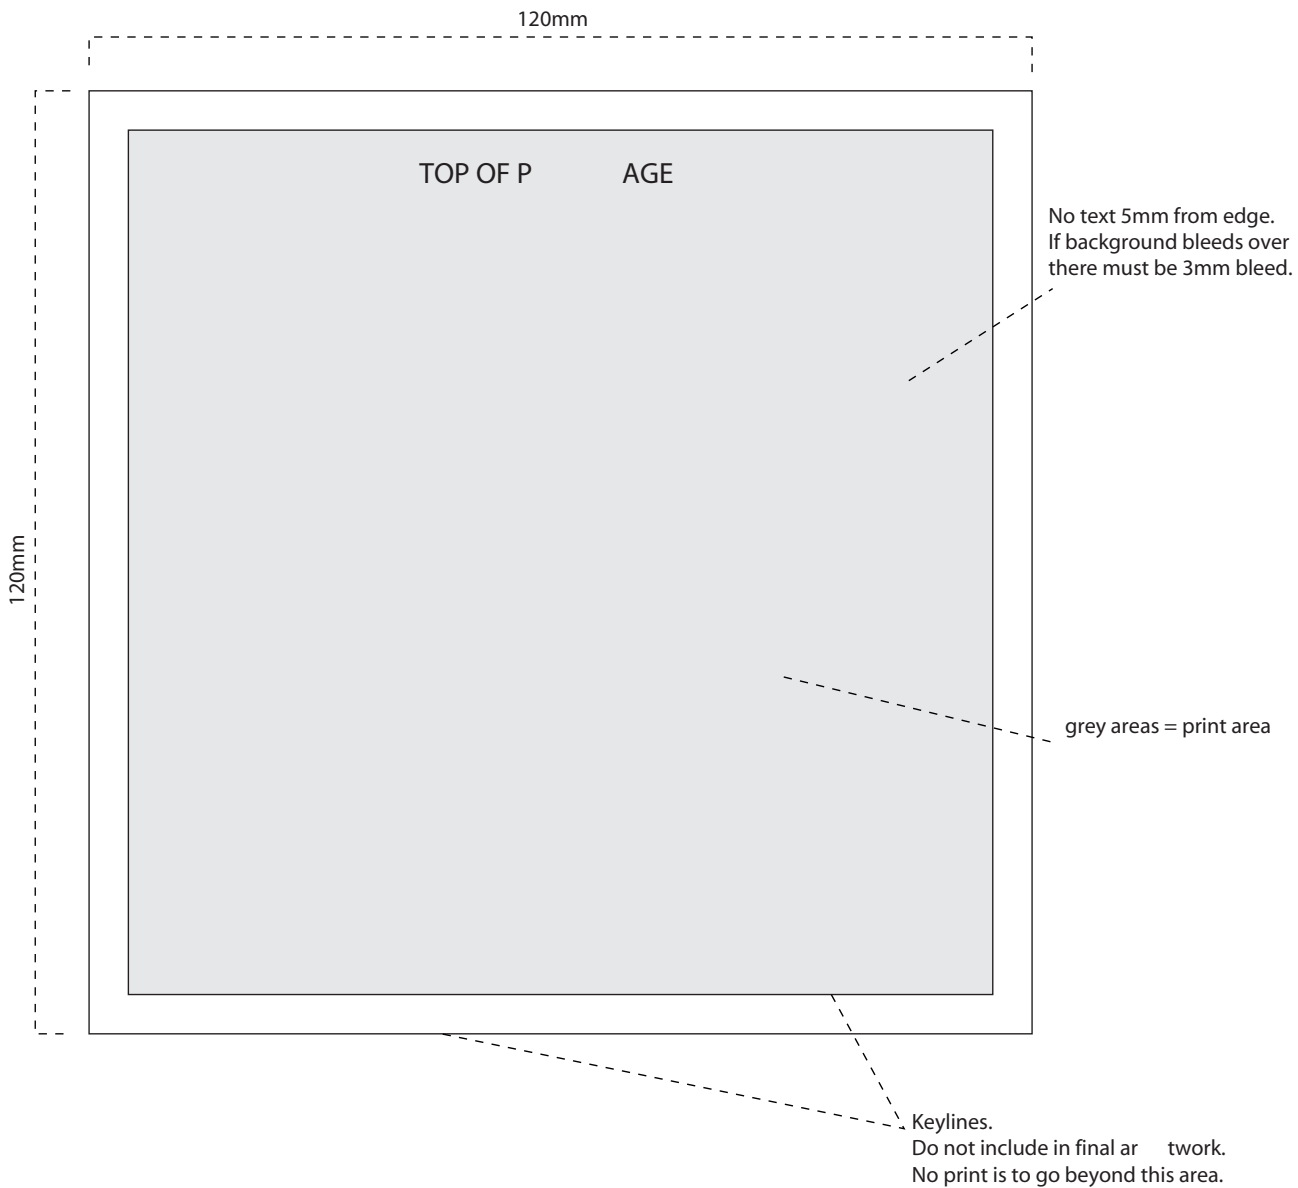 120mm
TOP OF P AGE
No text 5mm from edge.
If background bleeds over
there must be 3mm bleed.
120mm
grey areas = print area
Keylines.
Do not include in final ar twork.
No print is to go beyond this area.